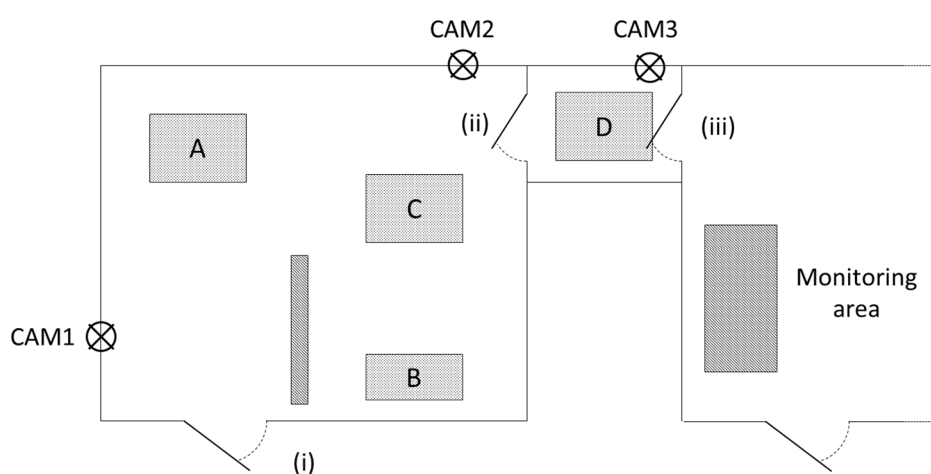 CAM2
CAM3
(ii)
D
(iii)
A
C
Monitoring
area
CAM1
B
(i)